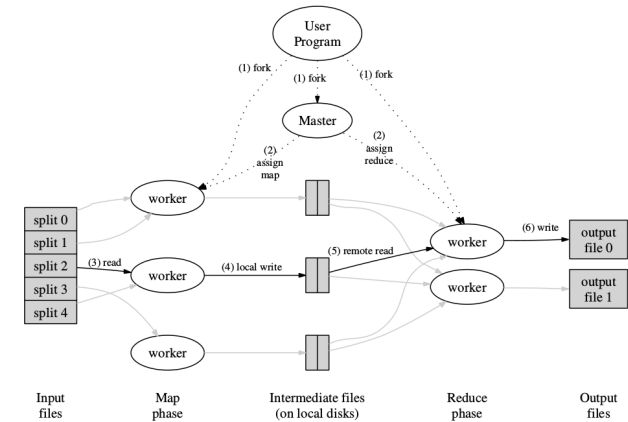 User
Program
(1) fork
(1) fork
(1) fork
Master
(2)
assign
map
(2)
assign
reduce
worker
split 0
split 1
split 2
split 3
split 4
(3) read
worker
(4) local write
(5) remote read
worker
(6) write
output
file 0
worker
output
file 1
worker
Input
files
Map
phase
Intermediate files
(on local disks)
Reduce
phase
Output
files